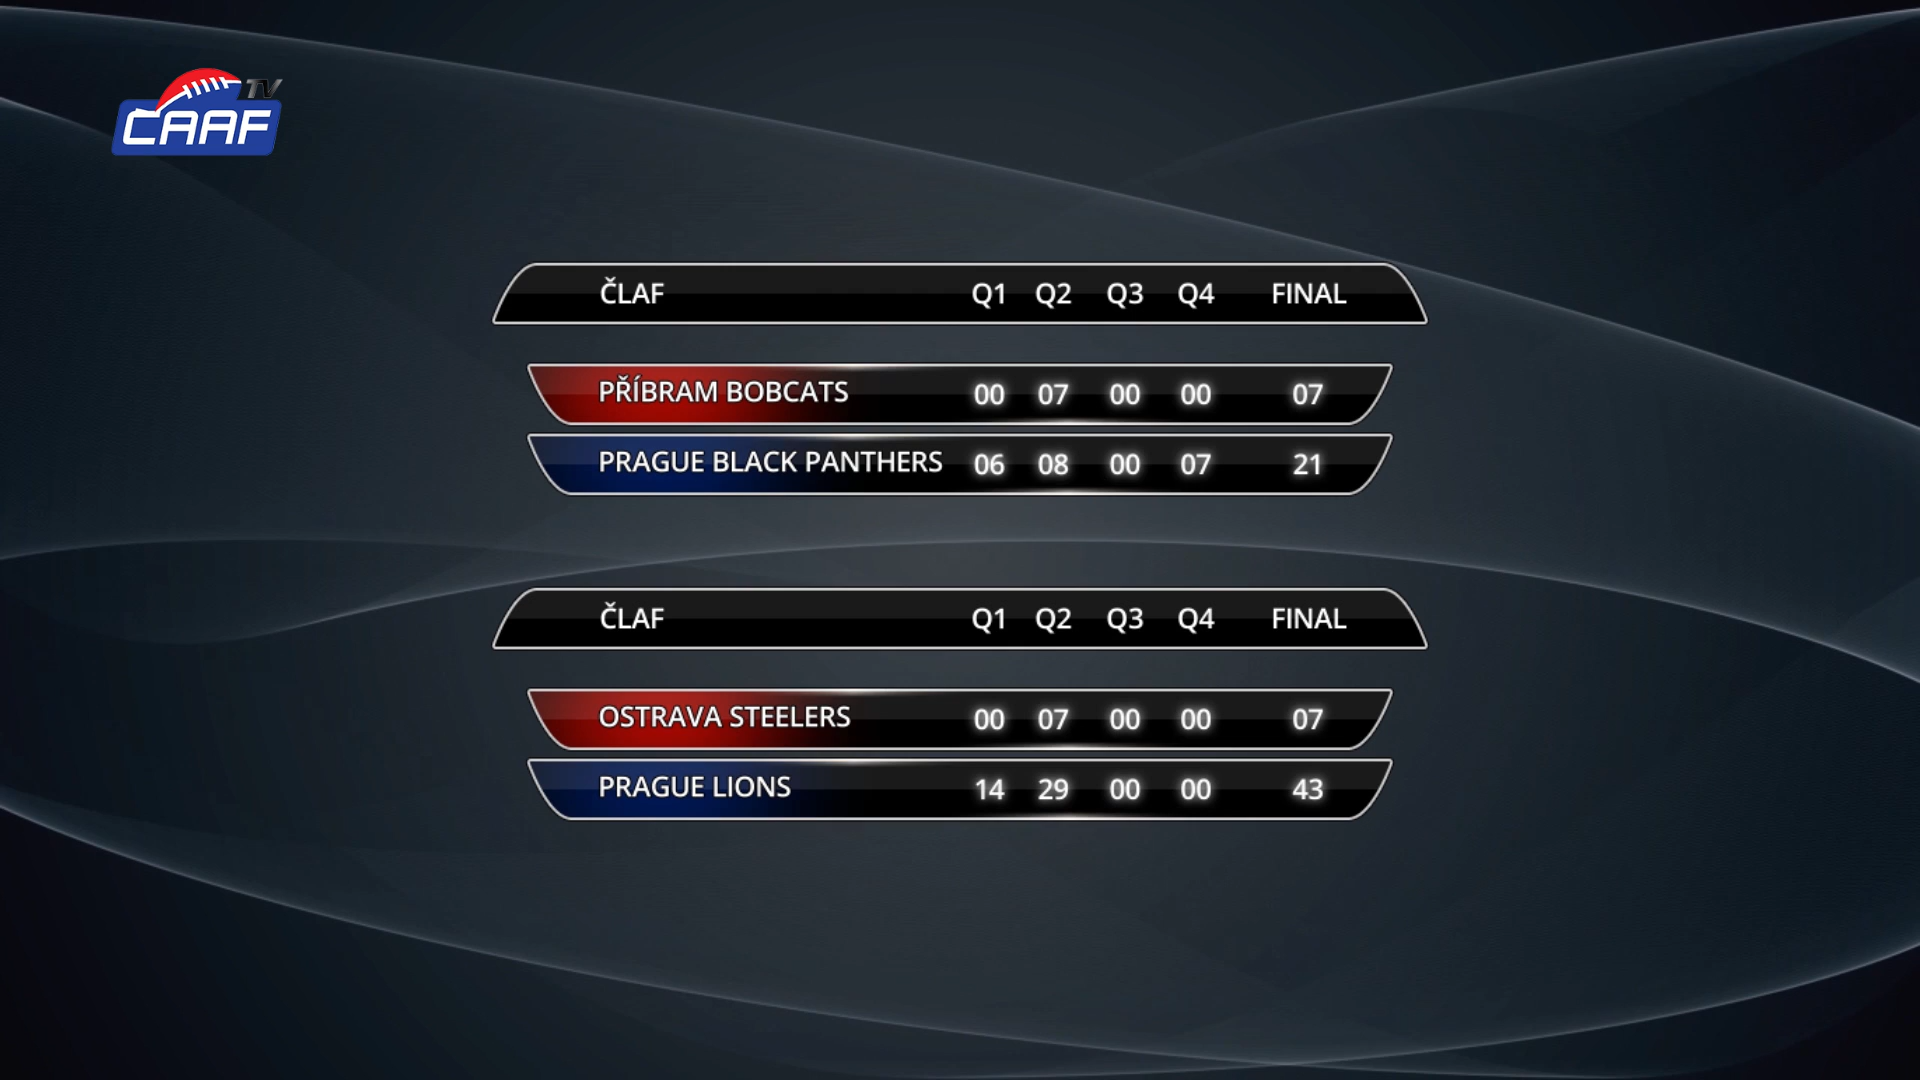 TV
ČAAF
ČLAF Q1 Q2 Q3 Q4 FINAL
PŘÍBRAM BOBCATS 00 07 00 00 07
PRAGUE BLACK PANTHERS 06 08 00 07 21
ČLAF Q1 Q2 Q3 Q4 FINAL
OSTRAVA STEELERS 00 07 00 00 07
PRAGUE LIONS 14 29 00 00 43